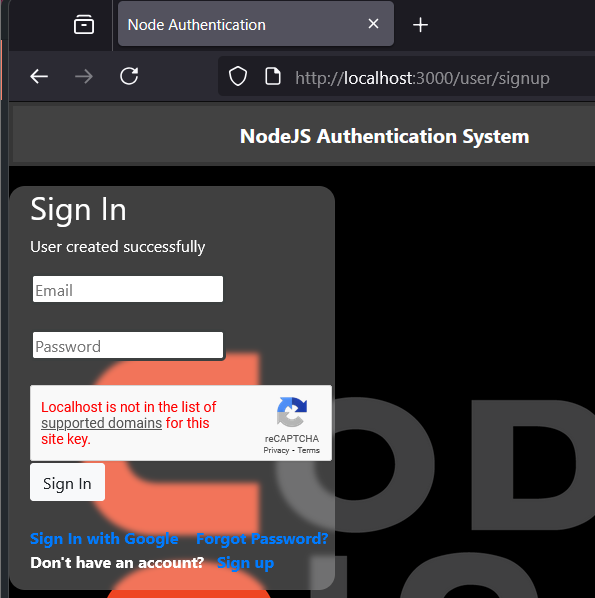 Node Authentication
http://localhost:3000/user/signup
NodeJS Authentication System
Sign In
User created successfully
Email
Password
Localhost is not in the list of
supported domains for this
site key.
reCAPTCHA
Privacy - Terms
Sign In
Sign In with Google Forgot Password?
Don't have an account? Sign up